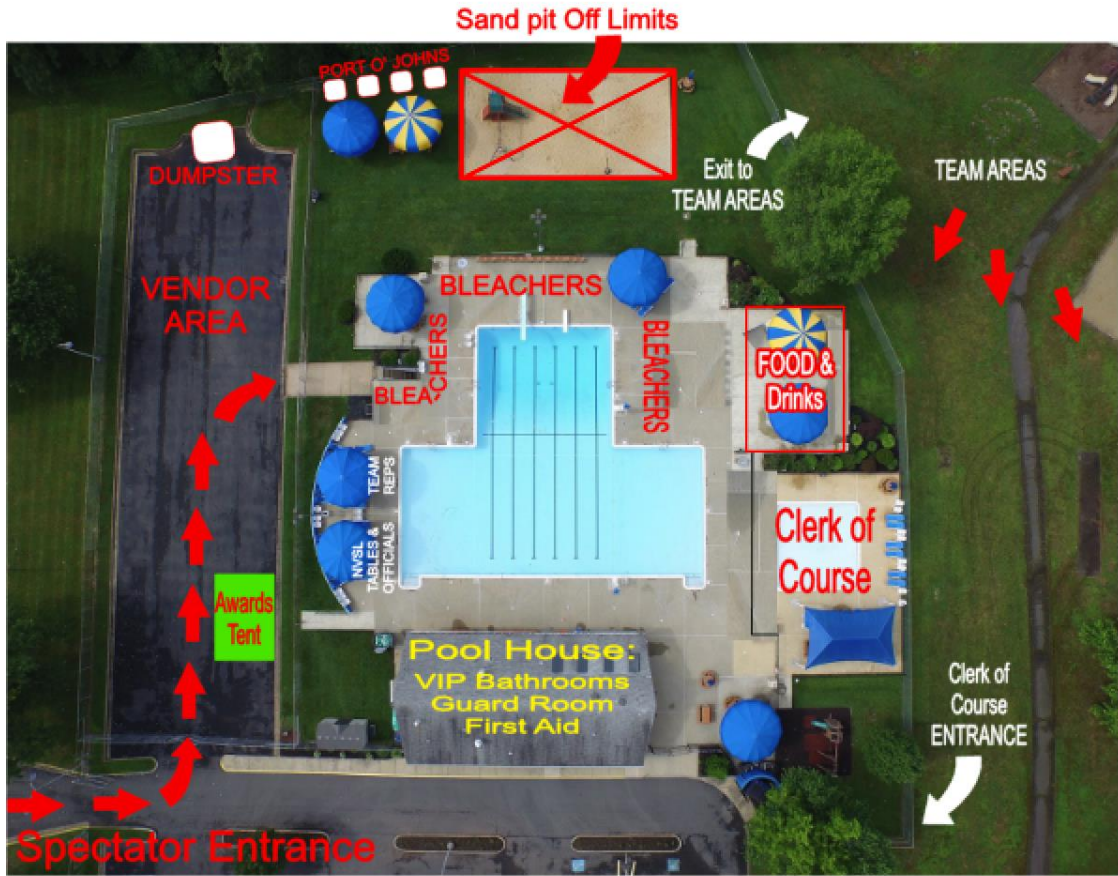 Sand pit Off Limits
PORT O' JOHNS
DUMPSTER
Exit to
TEAM AREAS
TEAM AREAS
VENDOR
AREA
BLEACHERS
BLEACHERS
BLEACHERS
BLEACHERS
FOOD &
Drinks
TEAM
REPS
NVSL
TABLES &
OFFICIALS
Clerk of
Course
Awards
Tent
Pool House:
VIP Bathrooms
Guard Room
First Aid
Clerk of
Course
ENTRANCE
Spectator Entrance